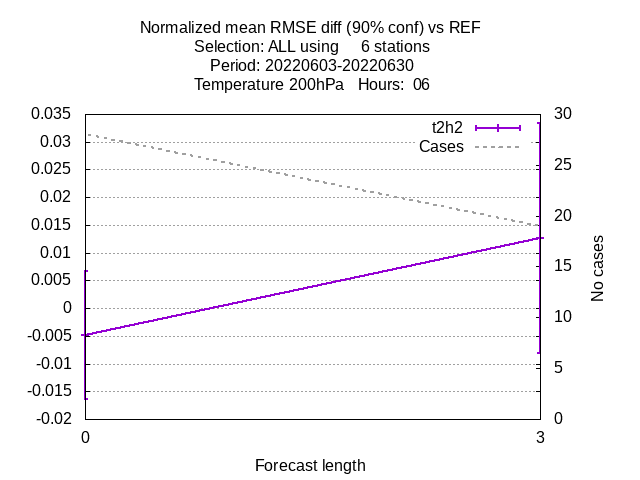 Normalized mean RMSE diff (90% conf) vs REF
Selection: ALL using     6 stations
Period: 20220603-20220630
Temperature 200hPa   Hours:  06
t2h2
Cases
0.035
0.03
0.025
0.02
0.015
0.01
0.005
0
-0.005
-0.01
-0.015
-0.02
30
25
20
15
10
5
0
No cases
0
3
Forecast length